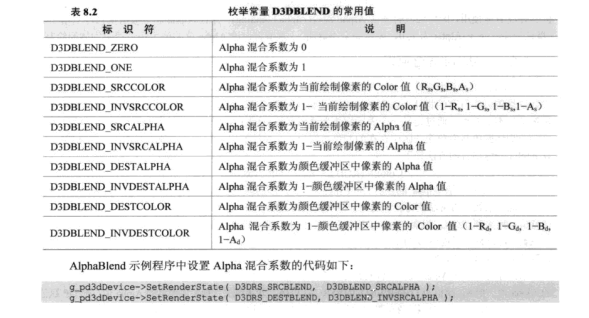 表 8.2 枚举常量 D3DBLEND 的常用值
标 识 符 说 明
D3DBLEND_ZERO Alpha 混合系数为 0
D3DBLEND_ONE Alpha 混合系数为 1
D3DBLEND_SRCCOLOR Alpha 混合系数为当前绘制像素的 Color 值（Rs,Gs,Bs,As）
D3DBLEND_INVSRCCOLOR Alpha 混合系数为 1- 当前绘制像素的 Color 值（1-Rs, 1-Gs, 1-Bs,1-As）
D3DBLEND_SRCALPHA Alpha 混合系数为当前绘制像素的 Alpha 值
D3DBLEND_INVSRCALPHA Alpha 混合系数为 1-当前绘制像素的 Alpha 值
D3DBLEND_DESTALPHA Alpha 混合系数为颜色缓冲区中像素的 Alpha 值
D3DBLEND_INVDESTALPHA Alpha 混合系数为 1-颜色缓冲区中像素的 Alpha 值
D3DBLEND_DESTCOLOR Alpha 混合系数为颜色缓冲区中像素的 Color 值
D3DBLEND_INVDESTCOLOR Alpha 混合系数为 1-颜色缓冲区中像素的 Color 值（1-Rd, 1-Gd, 1-Bd,
1-Ad）
AlphaBlend 示例程序中设置 Alpha 混合系数的代码如下：
g_pd3dDevice->SetRenderState( D3DRS_SRCBLEND, D3DBLEND_SRCALPHA );
g_pd3dDevice->SetRenderState( D3DRS_DESTBLEND, D3DBLEND_INVSRCALPHA );